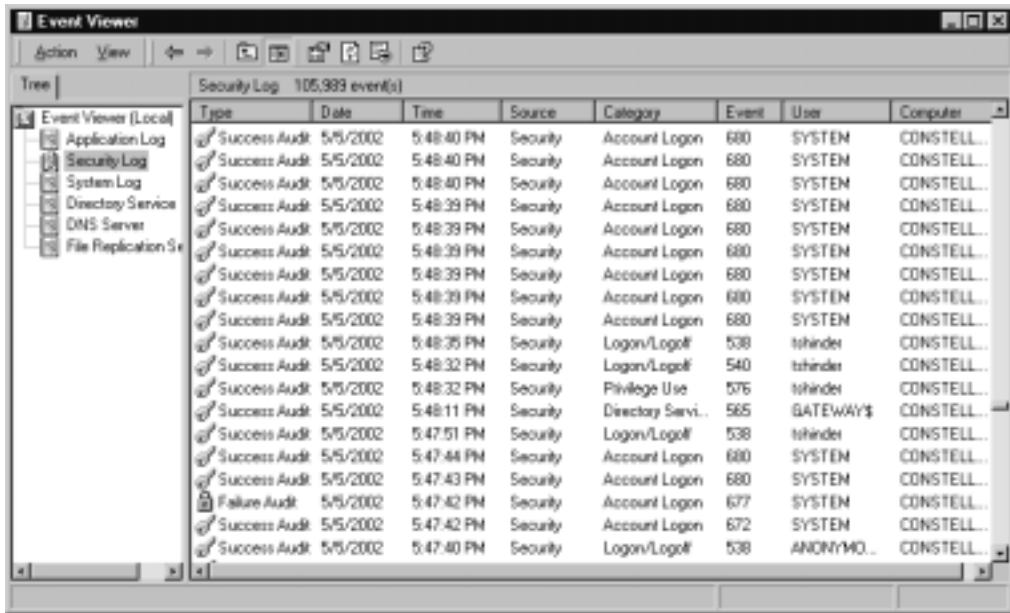 Event Viewer
Action View
Tree
Security Log 105,989 event(s)
Event Viewer (Local)
Application Log
Security Log
System Log
Directory Service
DNS Server
File Replication Se
Type Date Time Source Category Event User Computer
Success Audit 5/5/2002 5:48:40 PM Security Account Logon 680 SYSTEM CONSTELL...
Success Audit 5/5/2002 5:48:40 PM Security Account Logon 680 SYSTEM CONSTELL...
Success Audit 5/5/2002 5:48:40 PM Security Account Logon 680 SYSTEM CONSTELL...
Success Audit 5/5/2002 5:48:39 PM Security Account Logon 680 SYSTEM CONSTELL...
Success Audit 5/5/2002 5:48:39 PM Security Account Logon 680 SYSTEM CONSTELL...
Success Audit 5/5/2002 5:48:39 PM Security Account Logon 680 SYSTEM CONSTELL...
Success Audit 5/5/2002 5:48:39 PM Security Account Logon 680 SYSTEM CONSTELL...
Success Audit 5/5/2002 5:48:39 PM Security Account Logon 680 SYSTEM CONSTELL...
Success Audit 5/5/2002 5:48:39 PM Security Account Logon 680 SYSTEM CONSTELL...
Success Audit 5/5/2002 5:48:35 PM Security Logon/Logoff 538 tshinder CONSTELL...
Success Audit 5/5/2002 5:48:32 PM Security Logon/Logoff 540 tshinder CONSTELL...
Success Audit 5/5/2002 5:48:32 PM Security Privilege Use 576 tshinder CONSTELL...
Success Audit 5/5/2002 5:48:11 PM Security Directory Servi... 565 GATEWAY$ CONSTELL...
Success Audit 5/5/2002 5:47:51 PM Security Logon/Logoff 538 tshinder CONSTELL...
Success Audit 5/5/2002 5:47:44 PM Security Account Logon 680 SYSTEM CONSTELL...
Success Audit 5/5/2002 5:47:43 PM Security Account Logon 680 SYSTEM CONSTELL...
Failure Audit 5/5/2002 5:47:42 PM Security Account Logon 677 SYSTEM CONSTELL...
Success Audit 5/5/2002 5:47:42 PM Security Account Logon 672 SYSTEM CONSTELL...
Success Audit 5/5/2002 5:47:40 PM Security Logon/Logoff 538 ANONYMO... CONSTELL...